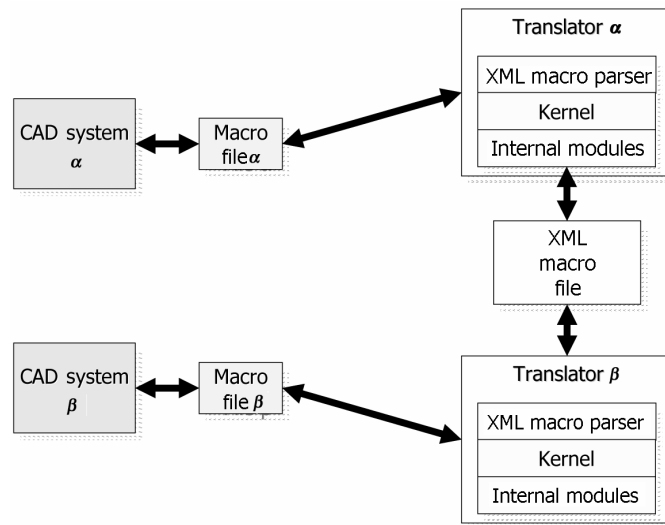 Translator α
XML macro parser
Kernel
Internal modules
CAD system
α
Macro
file α
XML
macro
file
CAD system
β
Macro
file β
Translator β
XML macro parser
Kernel
Internal modules